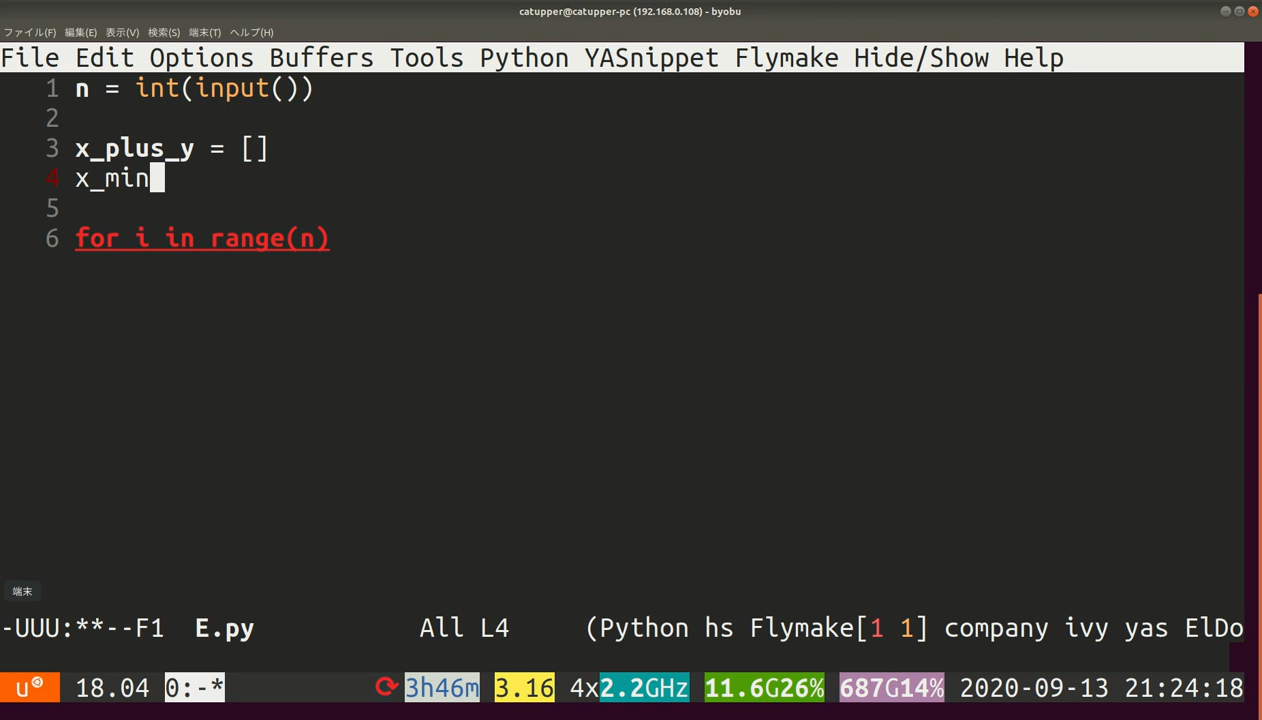 catupper@catupper-pc (192.168.0.108) - byobu
ファイル(F) 編集(E) 表示(V) 検索(S) 端末(T) ヘルプ(H)
File Edit Options Buffers Tools Python YASnippet Flymake Hide/Show Help
1 n = int(input())
2
3 x_plus_y = []
4 x_min
5
6 for i in range(n)
端末
-UUU:**--F1 E.py All L4 (Python hs Flymake[1 1] company ivy yas ElDo
u 18.04 0:-* 3h46m 3.16 4x2.2GHz 11.6G26% 687G14% 2020-09-13 21:24:18